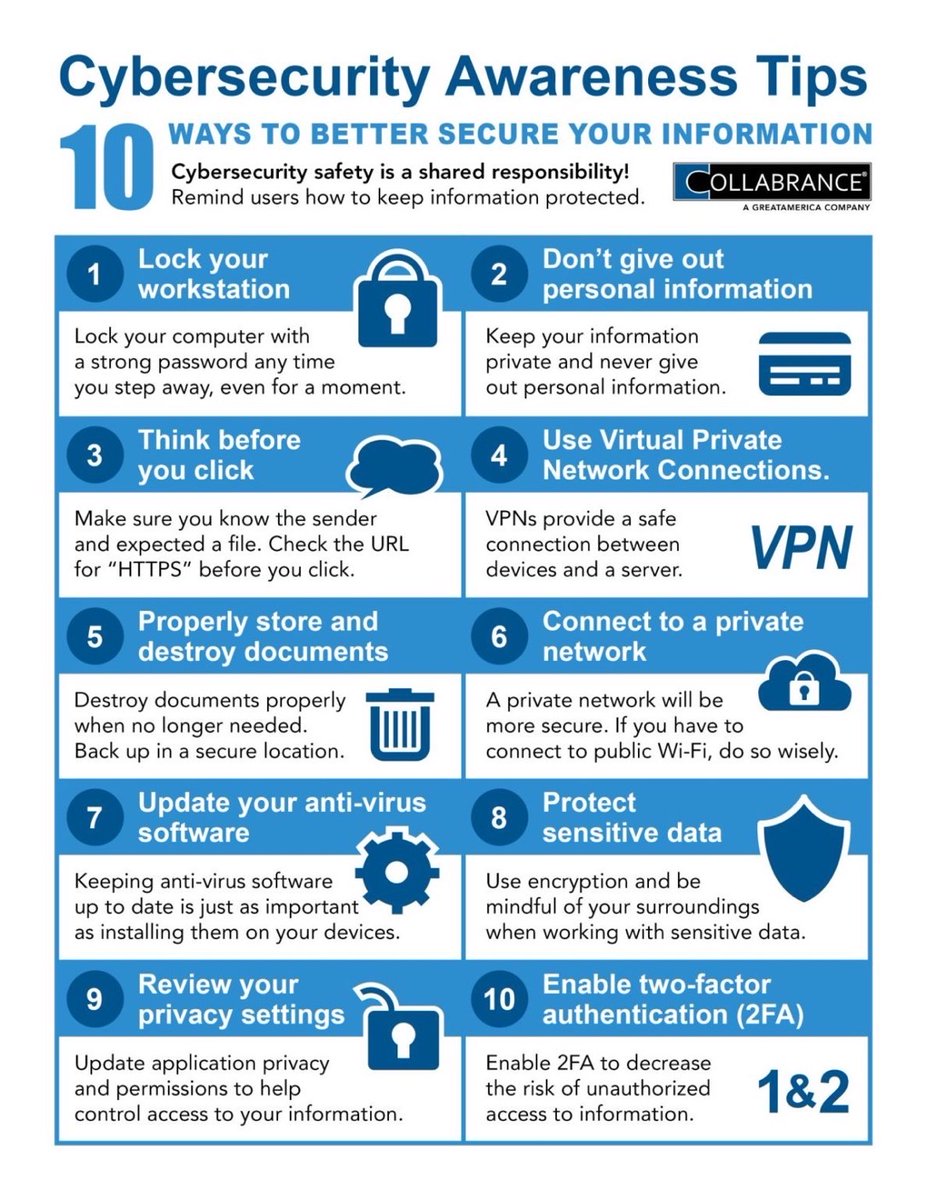 Cybersecurity Awareness Tips
10 WAYS TO BETTER SECURE YOUR INFORMATION
Cybersecurity safety is a shared responsibility!
Remind users how to keep information protected.
COLLABRANCE®
A GREATAMERICA COMPANY
1 Lock your
workstation
Lock your computer with
a strong password any time
you step away, even for a moment.
2 Don’t give out
personal information
Keep your information
private and never give
out personal information.
3 Think before
you click
Make sure you know the sender
and expected a file. Check the URL
for “HTTPS” before you click.
4 Use Virtual Private
Network Connections.
VPNs provide a safe
connection between
devices and a server.
VPN
5 Properly store and
destroy documents
Destroy documents properly
when no longer needed.
Back up in a secure location.
6 Connect to a private
network
A private network will be
more secure. If you have to
connect to public Wi-Fi, do so wisely.
7 Update your anti-virus
software
Keeping anti-virus software
up to date is just as important
as installing them on your devices.
8 Protect
sensitive data
Use encryption and be
mindful of your surroundings
when working with sensitive data.
9 Review your
privacy settings
Update application privacy
and permissions to help
control access to your information.
10 Enable two-factor
authentication (2FA)
Enable 2FA to decrease
the risk of unauthorized
access to information.
1&2